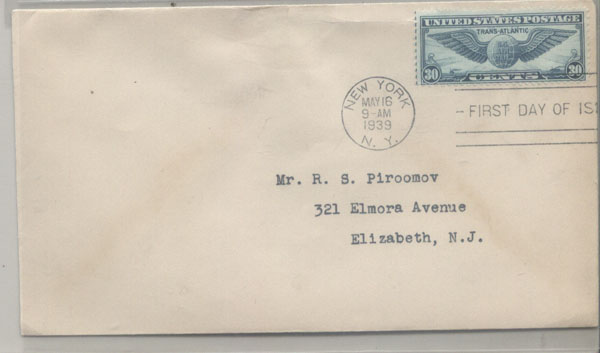 UNITED STATES POSTAGE
TRANS-ATLANTIC
30 CENTS 30
NEW YORK
MAY 16
9-AM
1939
N. Y.
- FIRST DAY OF IS
Mr. R. S. Piroomov
321 Elmora Avenue
Elizabeth, N.J.